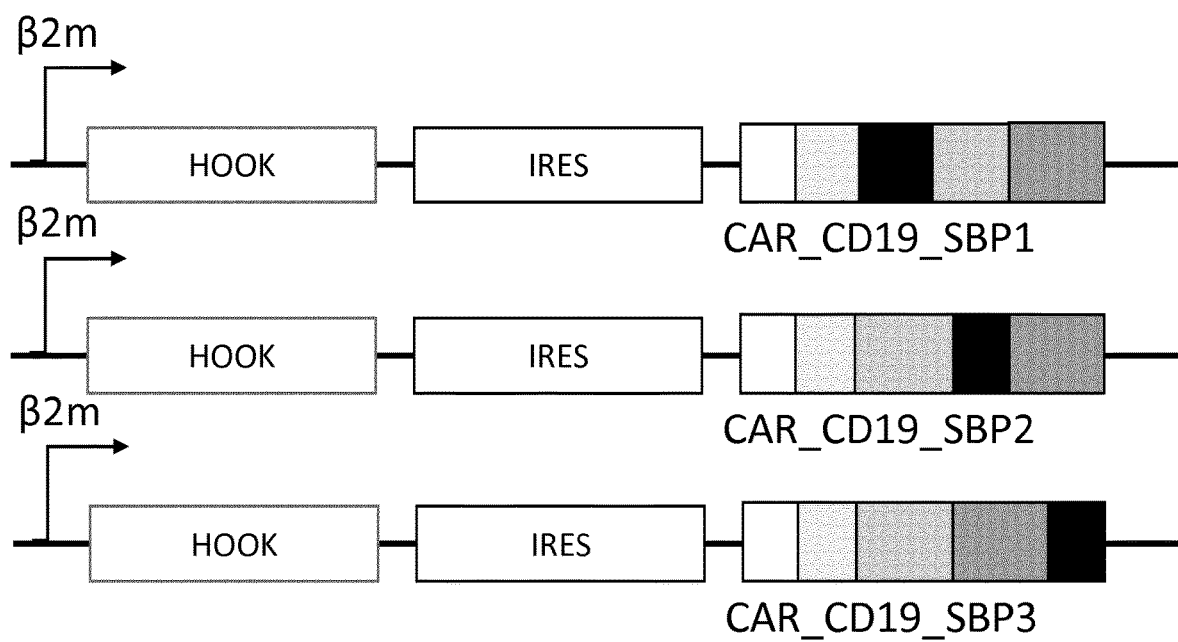 β2m
HOOK IRES
CAR_CD19_SBP1
β2m
HOOK IRES
CAR_CD19_SBP2
β2m
HOOK IRES
CAR_CD19_SBP3